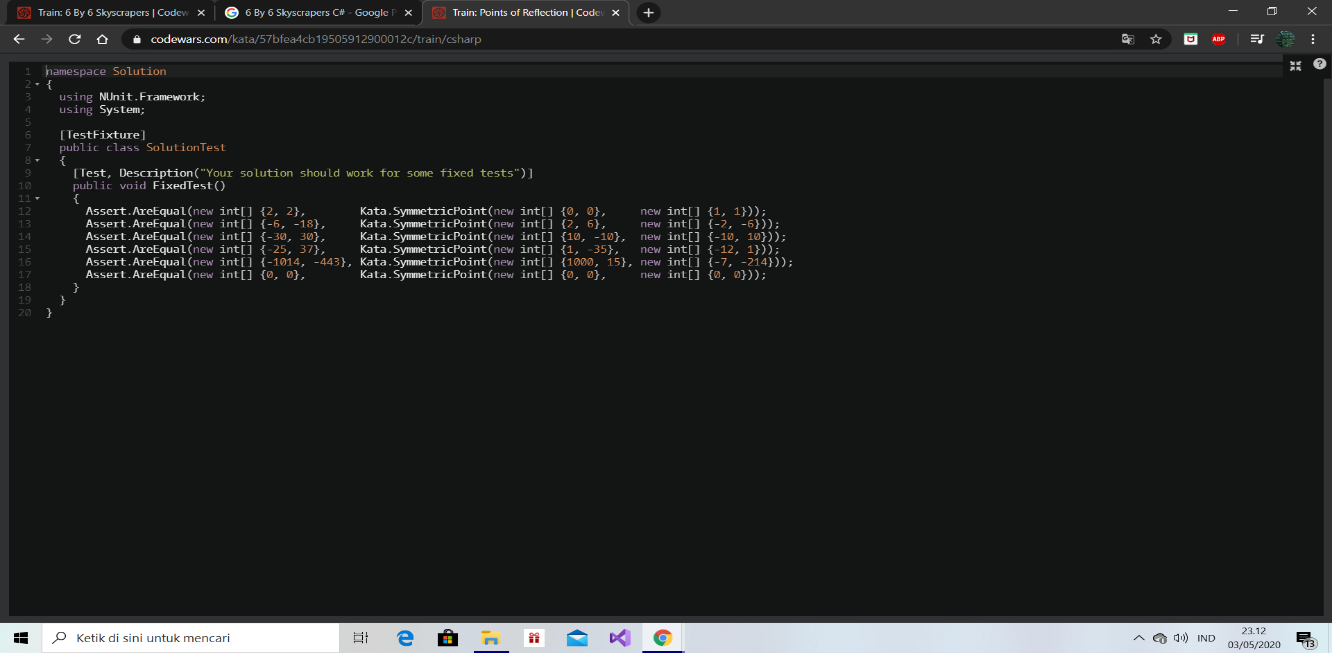 Train: 6 By 6 Skyscrapers | Codew
6 By 6 Skyscrapers C# - Google P
Train: Points of Reflection | Codew
codewars.com/kata/57bfea4cb19505912900012c/train/csharp
ABP
1 namespace Solution
2 {
3 using NUnit.Framework;
4 using System;
5
6 [TestFixture]
7 public class SolutionTest
8 {
9 [Test, Description("Your solution should work for some fixed tests")]
10 public void FixedTest()
11 {
12 Assert.AreEqual(new int[] {2, 2}, Kata.SymmetricPoint(new int[] {0, 0}, new int[] {1, 1}));
13 Assert.AreEqual(new int[] {-6, -18}, Kata.SymmetricPoint(new int[] {2, 6}, new int[] {-2, -6}));
14 Assert.AreEqual(new int[] {-30, 30}, Kata.SymmetricPoint(new int[] {10, -10}, new int[] {-10, 10}));
15 Assert.AreEqual(new int[] {-25, 37}, Kata.SymmetricPoint(new int[] {1, -35}, new int[] {-12, 1}));
16 Assert.AreEqual(new int[] {-1014, -443}, Kata.SymmetricPoint(new int[] {1000, 15}, new int[] {-7, -214}));
17 Assert.AreEqual(new int[] {0, 0}, Kata.SymmetricPoint(new int[] {0, 0}, new int[] {0, 0}));
18 }
19 }
20 }
Ketik di sini untuk mencari
IND
23.12
03/05/2020
13